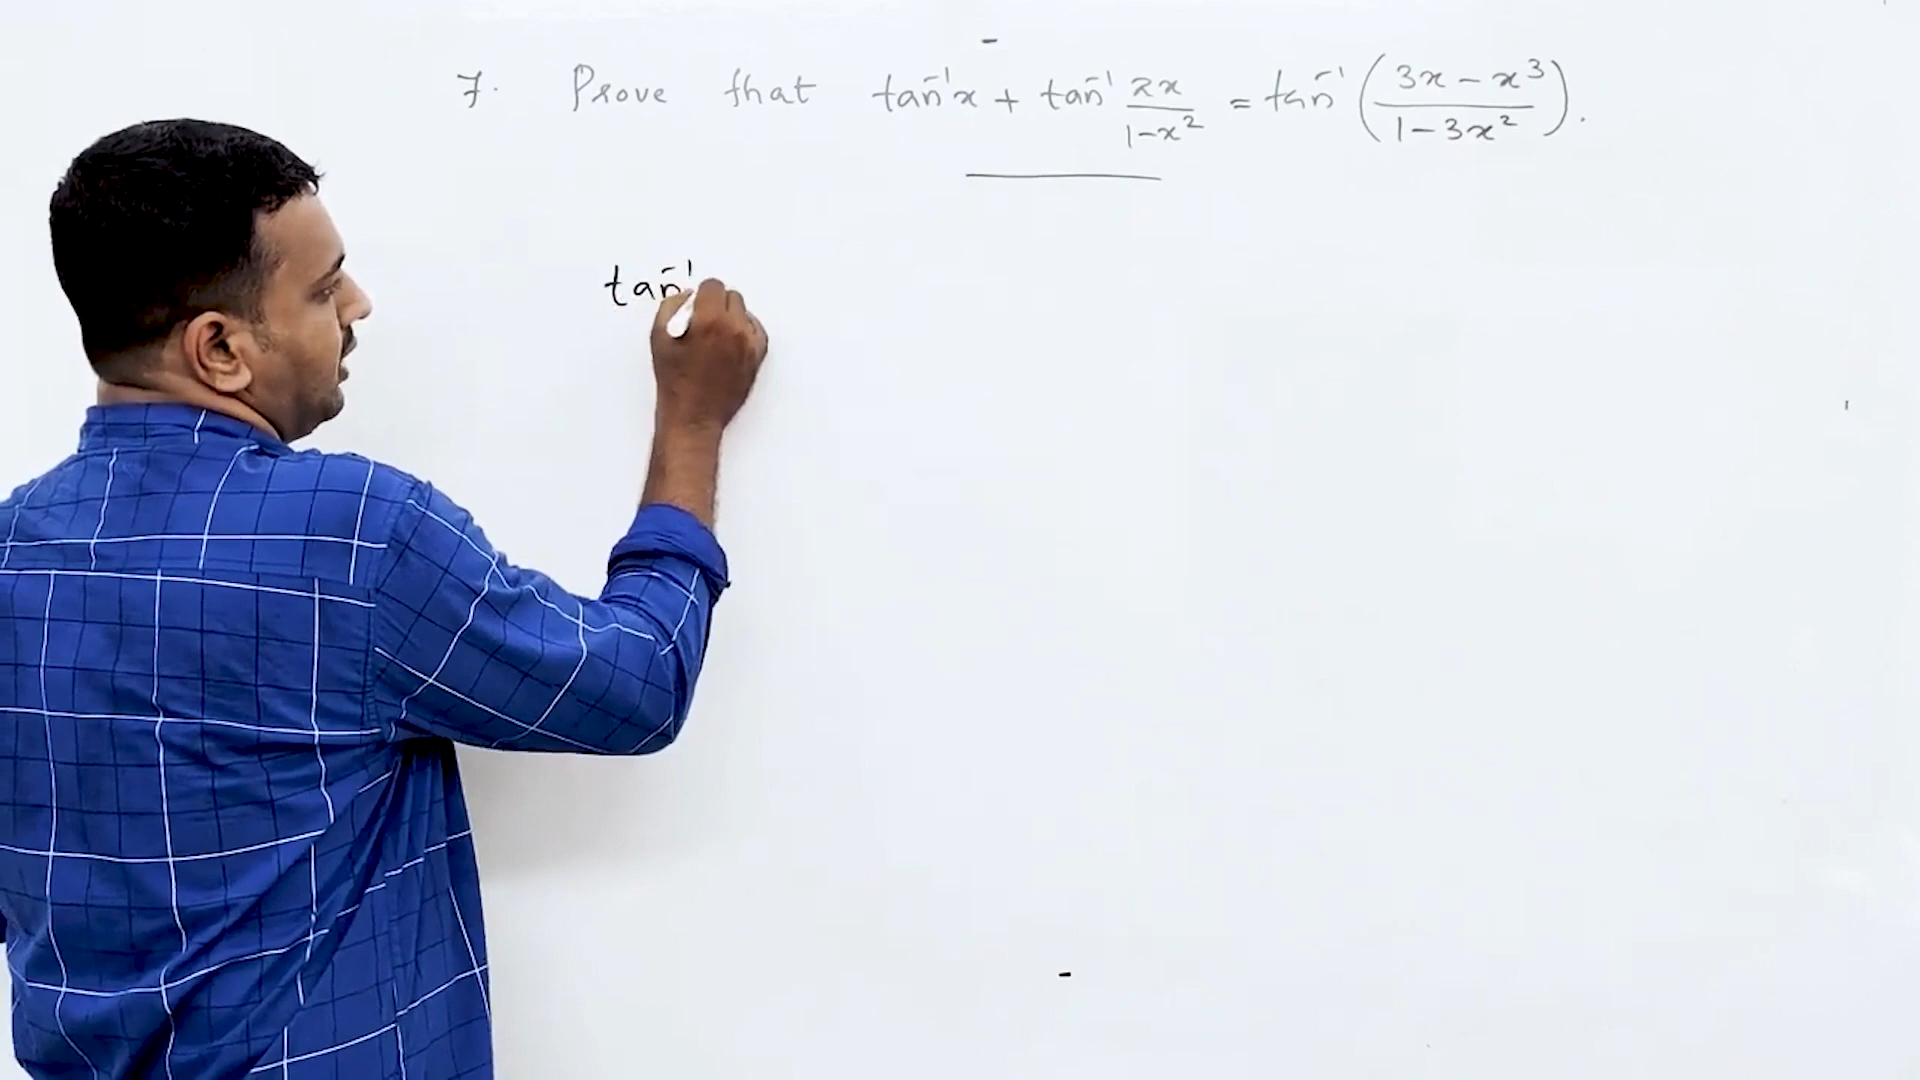 7. Prove that tan⁻¹x + tan⁻¹ 2x/1-x² = tan⁻¹ (3x - x³/1 - 3x²).
tan⁻¹